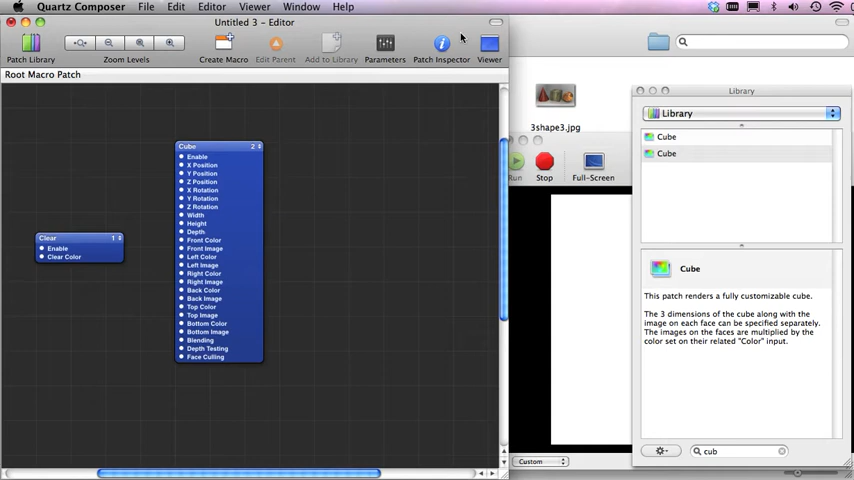 Quartz Composer File Edit Editor Viewer Window Help
Untitled 3 - Editor
Patch Library
Zoom Levels
Create Macro
Edit Parent
Add to Library
Parameters
Patch Inspector
Viewer
Root Macro Patch
Clear 1
Enable
Clear Color
Cube 2
Enable
X Position
Y Position
Z Position
X Rotation
Y Rotation
Z Rotation
Width
Height
Depth
Front Color
Front Image
Left Color
Left Image
Right Color
Right Image
Back Color
Back Image
Top Color
Top Image
Bottom Color
Bottom Image
Blending
Depth Testing
Face Culling
3shape3.jpg
Run
Stop
Full-Screen
Custom
Library
Library
Cube
Cube
Cube
This patch renders a fully customizable cube.
The 3 dimensions of the cube along with the
image on each face can be specified separately.
The images on the faces are multiplied by the
color set on their related "Color" input.
cub